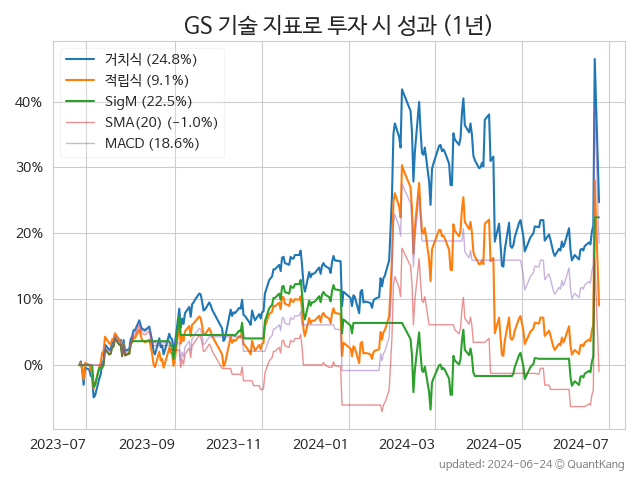 GS 기술 지표로 투자 시 성과 (1년)
거치식 (24.8%)
적립식 (9.1%)
SigM (22.5%)
SMA(20) (−1.0%)
MACD (18.6%)
40%
30%
20%
10%
0%
2023-07 2023-09 2023-11 2024-01 2024-03 2024-05 2024-07
updated: 2024-06-24 © QuantKang